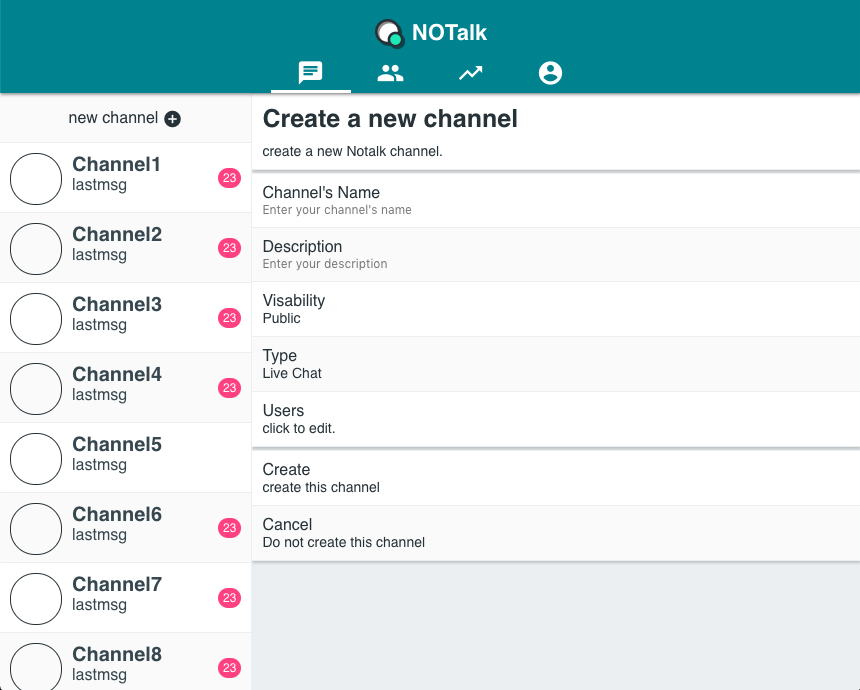 NOTalk
new channel
Channel1
lastmsg
23
Channel2
lastmsg
23
Channel3
lastmsg
23
Channel4
lastmsg
23
Channel5
lastmsg
Channel6
lastmsg
23
Channel7
lastmsg
23
Channel8
lastmsg
23
Create a new channel
create a new Notalk channel.
Channel's Name
Enter your channel's name
Description
Enter your description
Visability
Public
Type
Live Chat
Users
click to edit.
Create
create this channel
Cancel
Do not create this channel